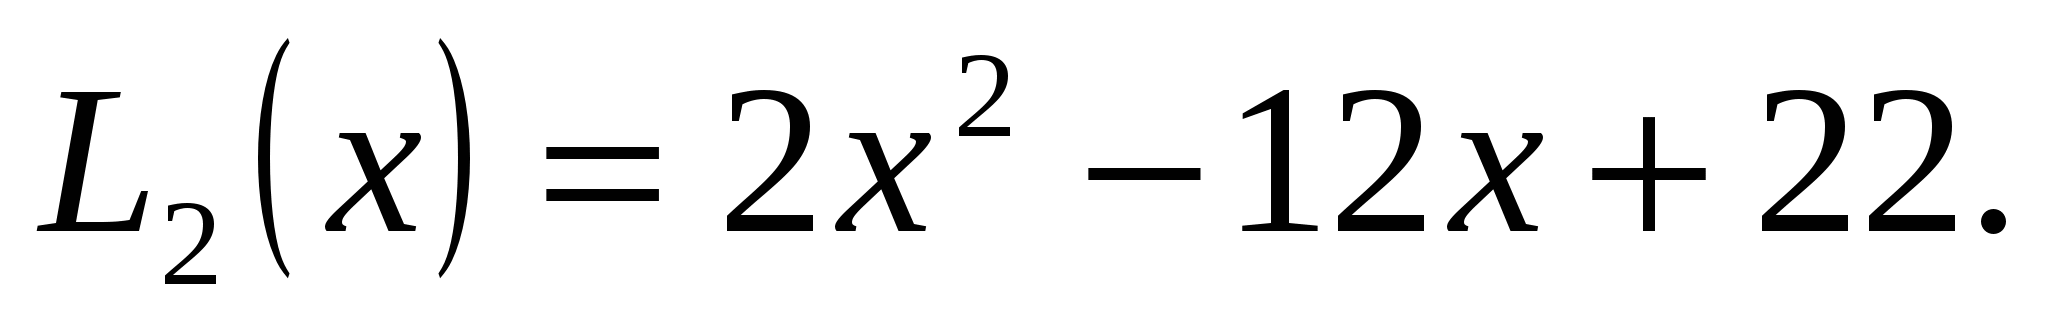 L₂(x) = 2x² − 12x + 22.